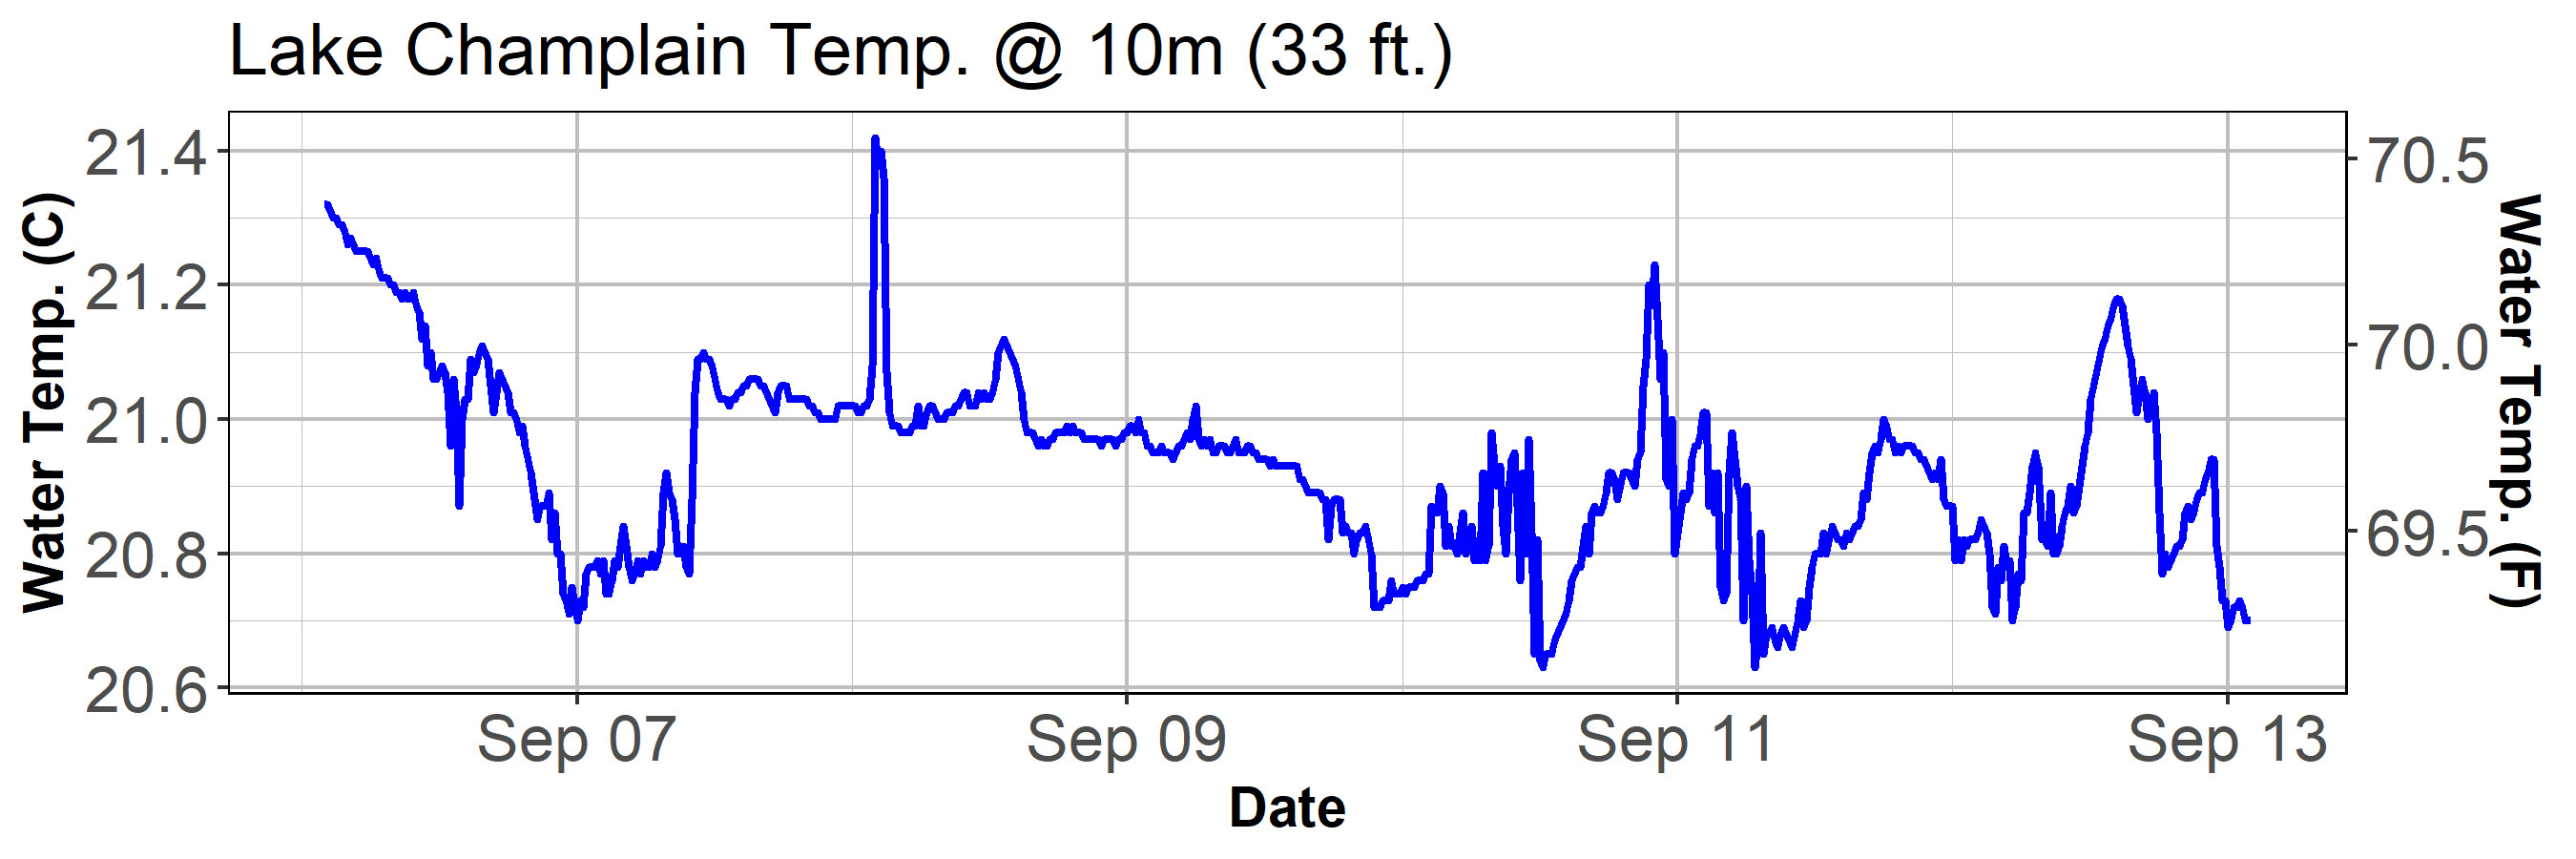 Lake Champlain Temp. @ 10m (33 ft.)
Water Temp. (C)
21.4
21.2
21.0
20.8
20.6
70.5
70.0
69.5
Water Temp. (F)
Sep 07
Sep 09
Sep 11
Sep 13
Date